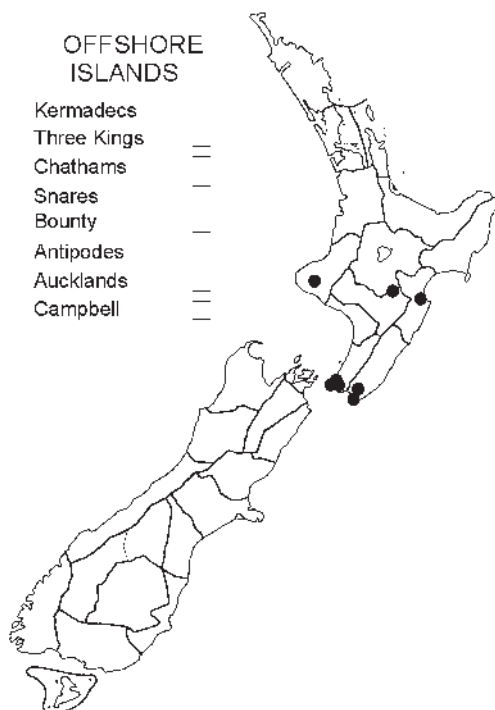 OFFSHORE
ISLANDS
Kermadecs
Three Kings
Chathams
Snares
Bounty
Antipodes
Aucklands
Campbell